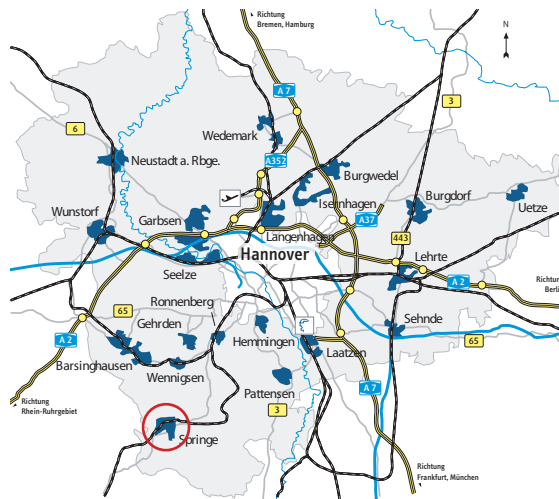 Richtung
Bremen, Hamburg
N
A 7
3
6
Wedemark
A352
Neustadt a. Rbge.
Burgwedel
Isernhagen
Burgdorf
Uetze
Garbsen
A37
Wunstorf
Langenhagen
443
Hannover
Lehrte
Seelze
A 2
Richtung
Berli
Ronnenberg
65
Gehrden
Sehnde
Hemmingen
A 2
65
Laatzen
Barsinghausen
Wennigsen
A 7
Pattensen
Richtung
Rhein-Ruhrgebiet
3
Springe
Richtung
Frankfurt, München